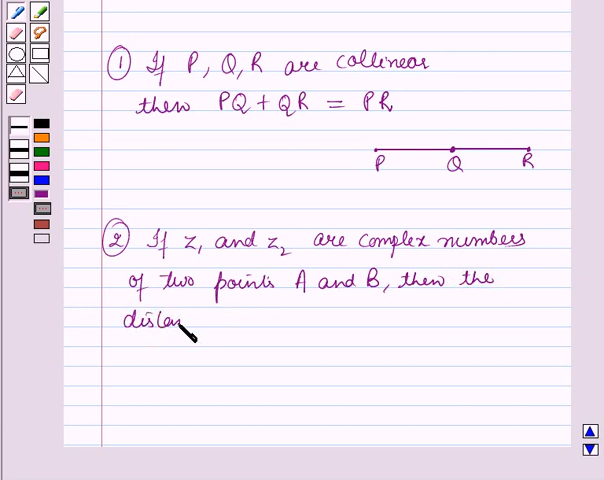 ① If P, Q, R are collinear
then PQ + QR = PR
P Q R
② If z₁ and z₂ are complex numbers
of two points A and B, then the
distan